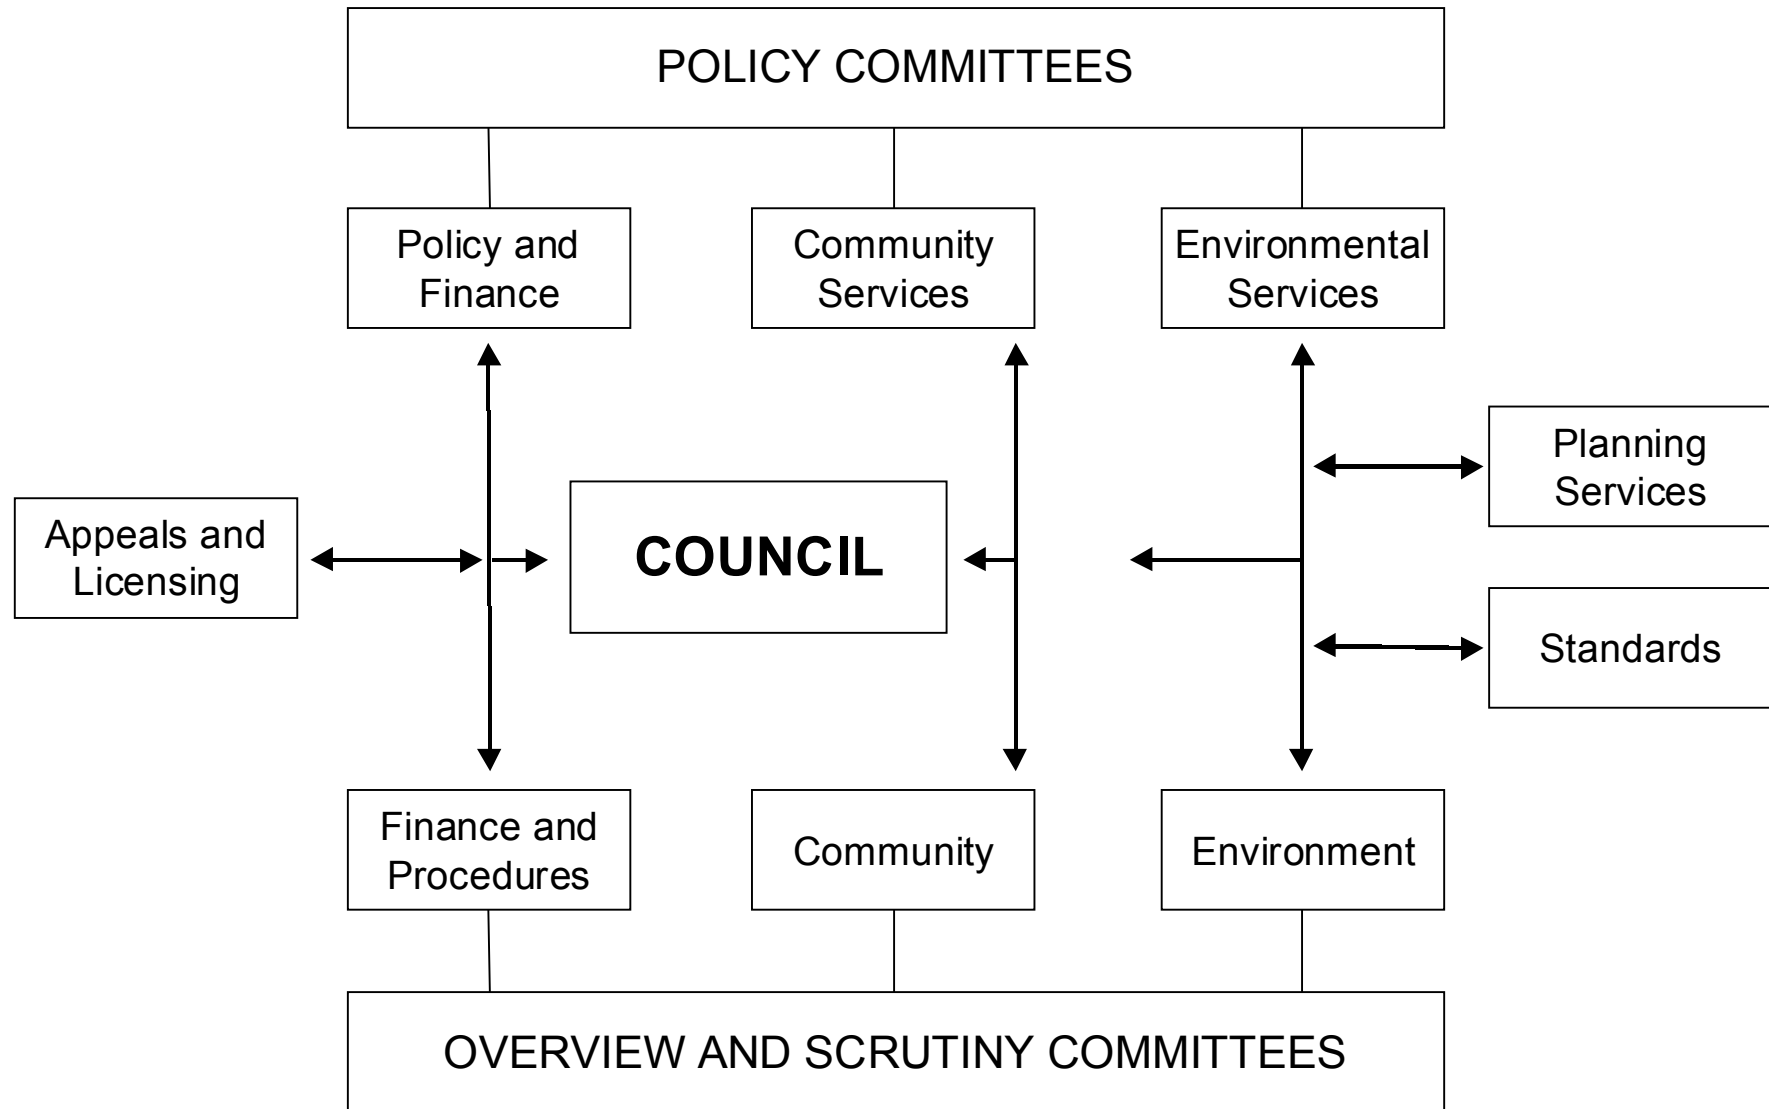 POLICY COMMITTEES
Policy and
Finance
Community
Services
Environmental
Services
Planning
Services
Appeals and
Licensing
COUNCIL
Standards
Finance and
Procedures
Community
Environment
OVERVIEW AND SCRUTINY COMMITTEES